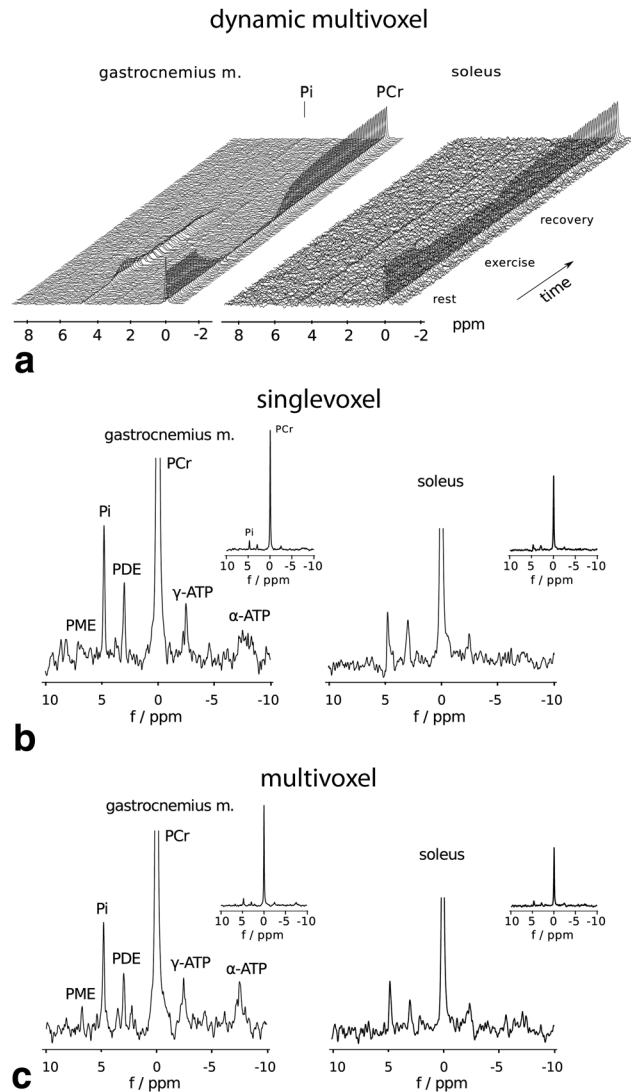 dynamic multivoxel
gastrocnemius m. soleus
Pi PCr
recovery
exercise
rest
time
8 6 4 2 0 -2 8 6 4 2 0 -2 ppm
a
singlevoxel
gastrocnemius m.
PCr
PCr
soleus
Pi
Pi
PDE
PME
γ-ATP
α-ATP
10 5 0 -5 -10
f / ppm
10 5 0 -5 -10
f / ppm
10 5 0 -5 -10
f / ppm
10 5 0 -5 -10
f / ppm
b
multivoxel
gastrocnemius m.
PCr
soleus
Pi
PDE
PME
γ-ATP
α-ATP
10 5 0 -5 -10
f / ppm
10 5 0 -5 -10
f / ppm
10 5 0 -5 -10
f / ppm
10 5 0 -5 -10
f / ppm
c